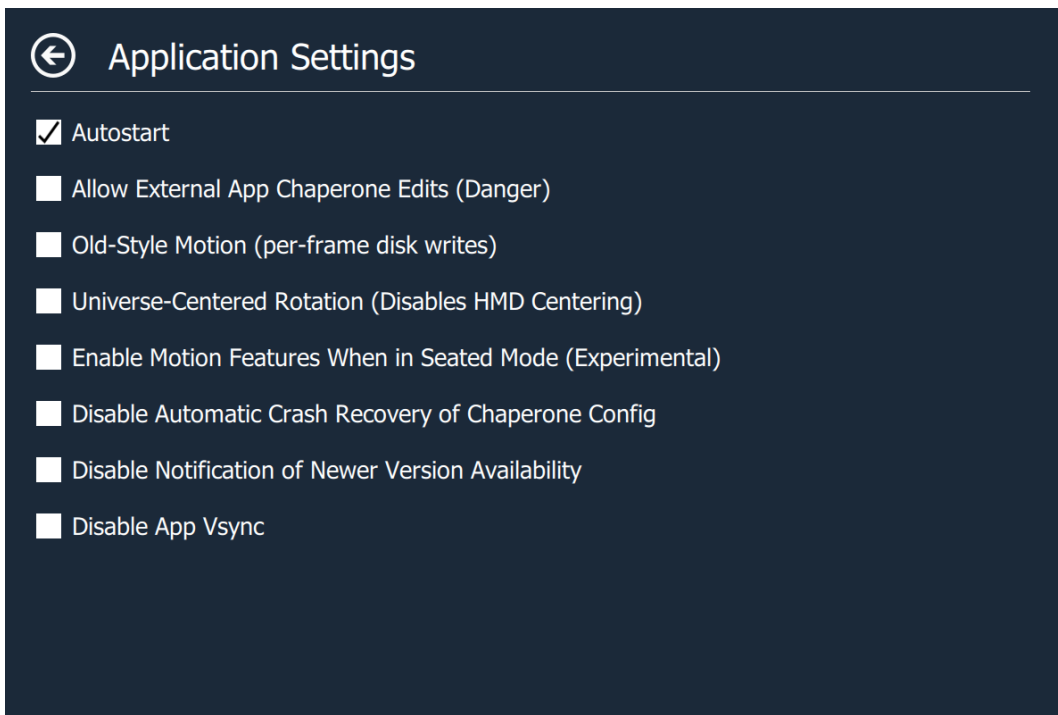 Application Settings
Autostart
Allow External App Chaperone Edits (Danger)
Old-Style Motion (per-frame disk writes)
Universe-Centered Rotation (Disables HMD Centering)
Enable Motion Features When in Seated Mode (Experimental)
Disable Automatic Crash Recovery of Chaperone Config
Disable Notification of Newer Version Availability
Disable App Vsync